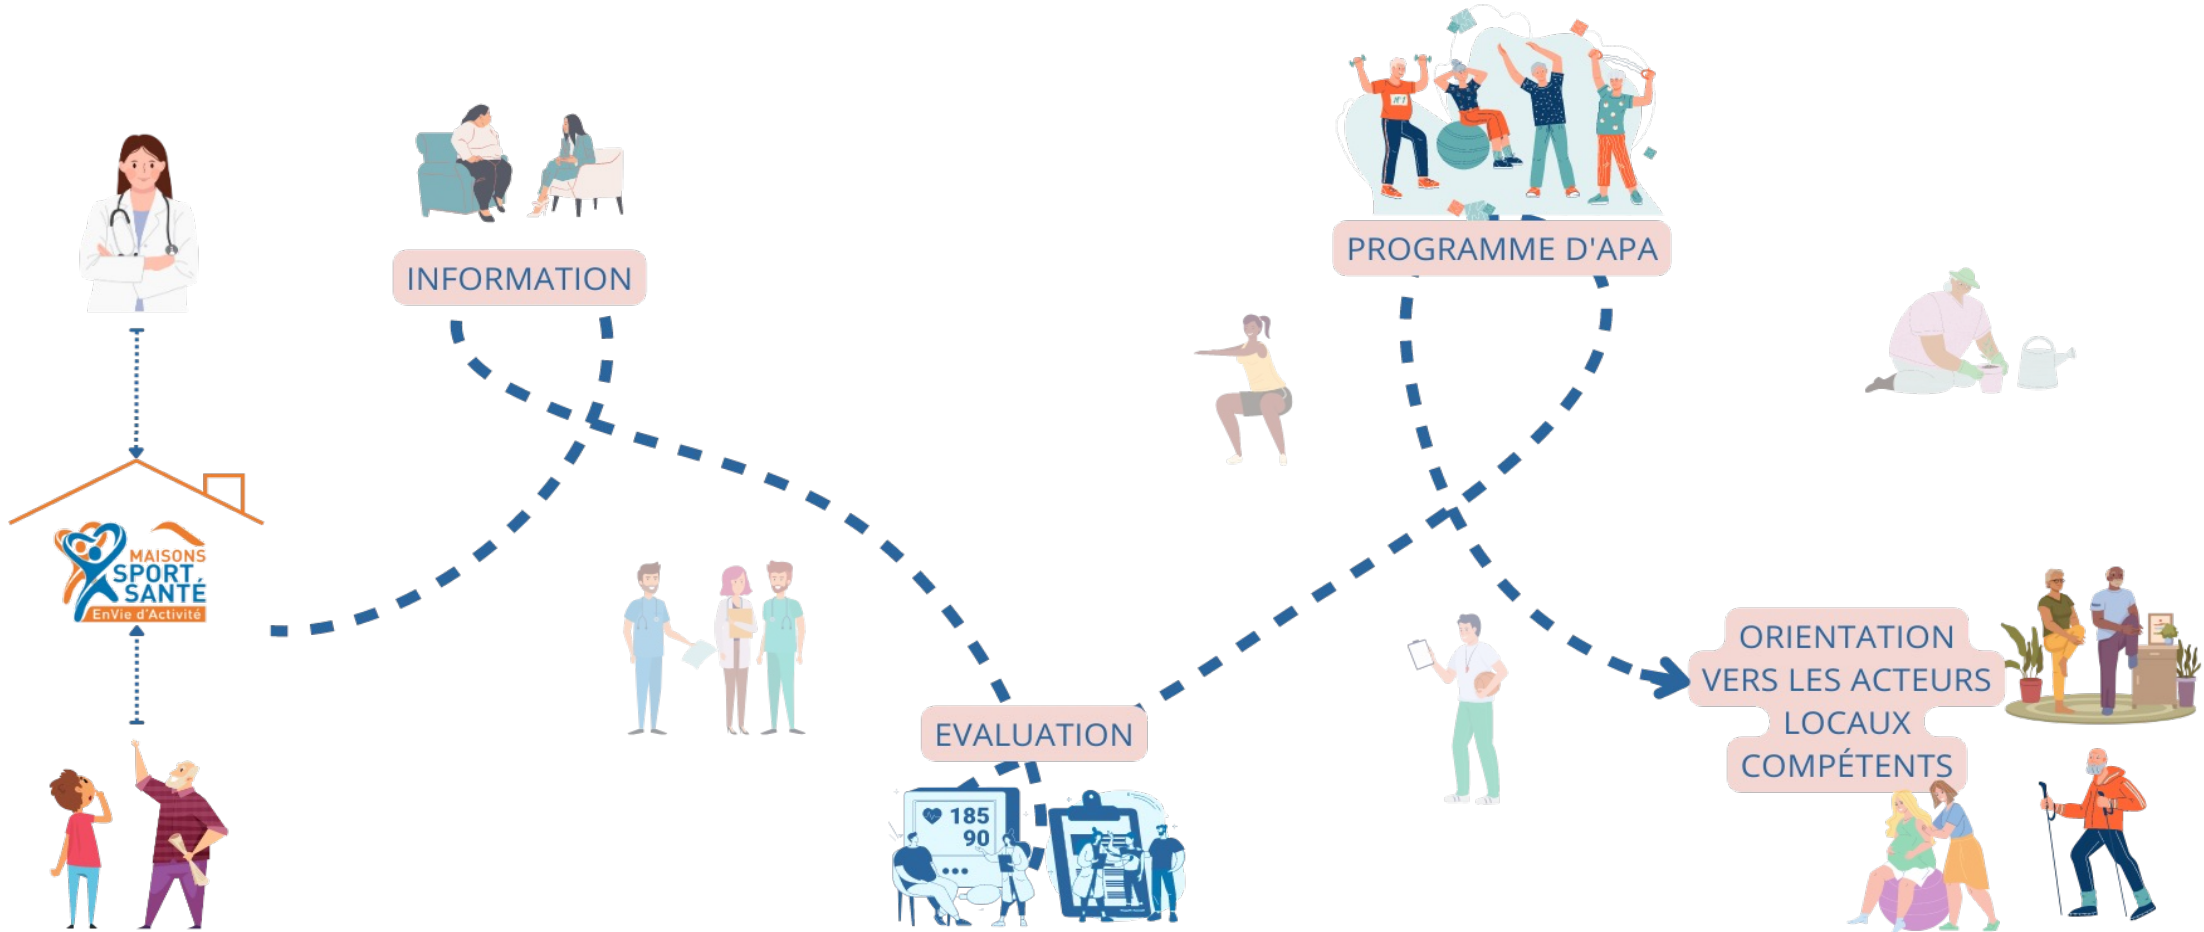 INFORMATION
PROGRAMME D'APA
MAISONS
SPORT
SANTÉ
EnVie d'Activité
EVALUATION
185
90
ORIENTATION
VERS LES ACTEURS
LOCAUX
COMPÉTENTS